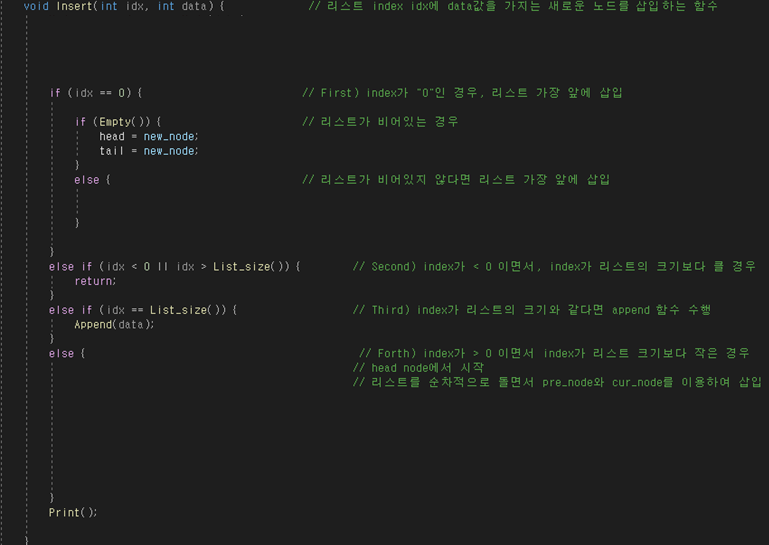 void Insert(int idx, int data) { // 리스트 index idx에 data값을 가지는 새로운 노드를 삽입하는 함수
if (idx == 0) { // First) index가 "0"인 경우, 리스트 가장 앞에 삽입
if (Empty()) { // 리스트가 비어있는 경우
head = new_node;
tail = new_node;
}
else { // 리스트가 비어있지 않다면 리스트 가장 앞에 삽입
}
}
else if (idx < 0 || idx > List_size()) { // Second) index가 < 0 이면서, index가 리스트의 크기보다 클 경우
return;
}
else if (idx == List_size()) { // Third) index가 리스트의 크기와 같다면 append 함수 수행
Append(data);
}
else { // Forth) index가 > 0 이면서 index가 리스트 크기보다 작은 경우
// head node에서 시작
// 리스트를 순차적으로 돌면서 pre_node와 cur_node를 이용하여 삽입
}
Print();
}